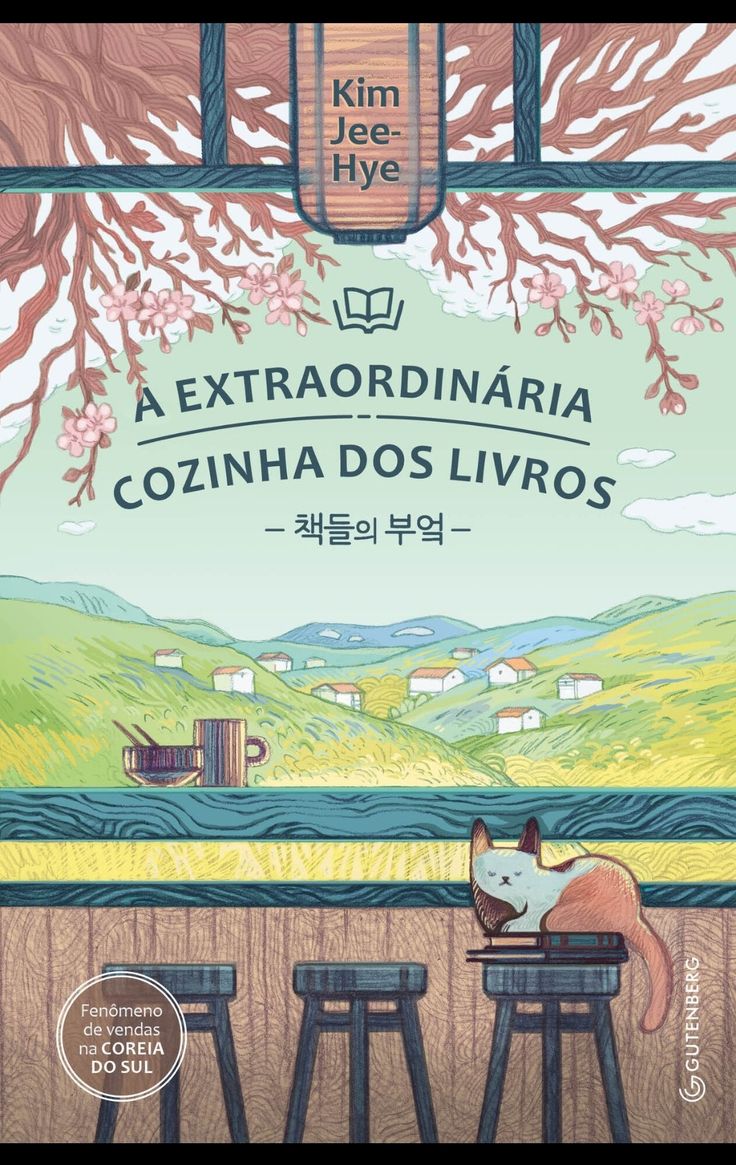 Kim
Jee-
Hye
A EXTRAORDINÁRIA
COZINHA DOS LIVROS
– 책들의 부엌 –
Fenômeno
de vendas
na COREIA
DO SUL
GUTENBERG